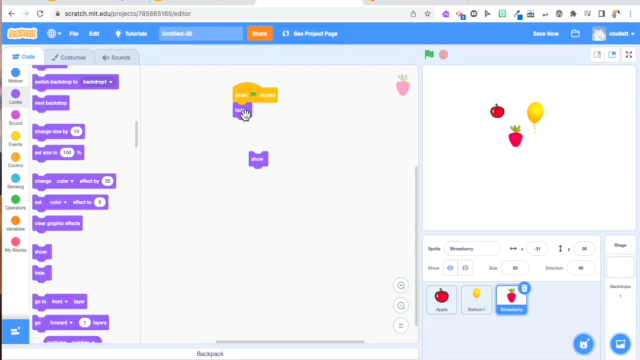 scratch.mit.edu/projects/785665165/editor
File Edit Tutorials Untitled-20 Share See Project Page Save Now
Code Costumes Sounds
Motion
Looks
Sound
Events
Control
Sensing
Operators
Variables
My Blocks
switch backdrop to backdrop1
next backdrop
change size by 10
set size to 100 %
change color effect by 25
set color effect to 0
clear graphic effects
show
hide
go to front layer
go forward 1 layers
when clicked
show
Sprite Strawberry x -31 y 26
Show Size Direction
Stage
Backdrops
1
Apple Balloon1 Strawberry
Backpack